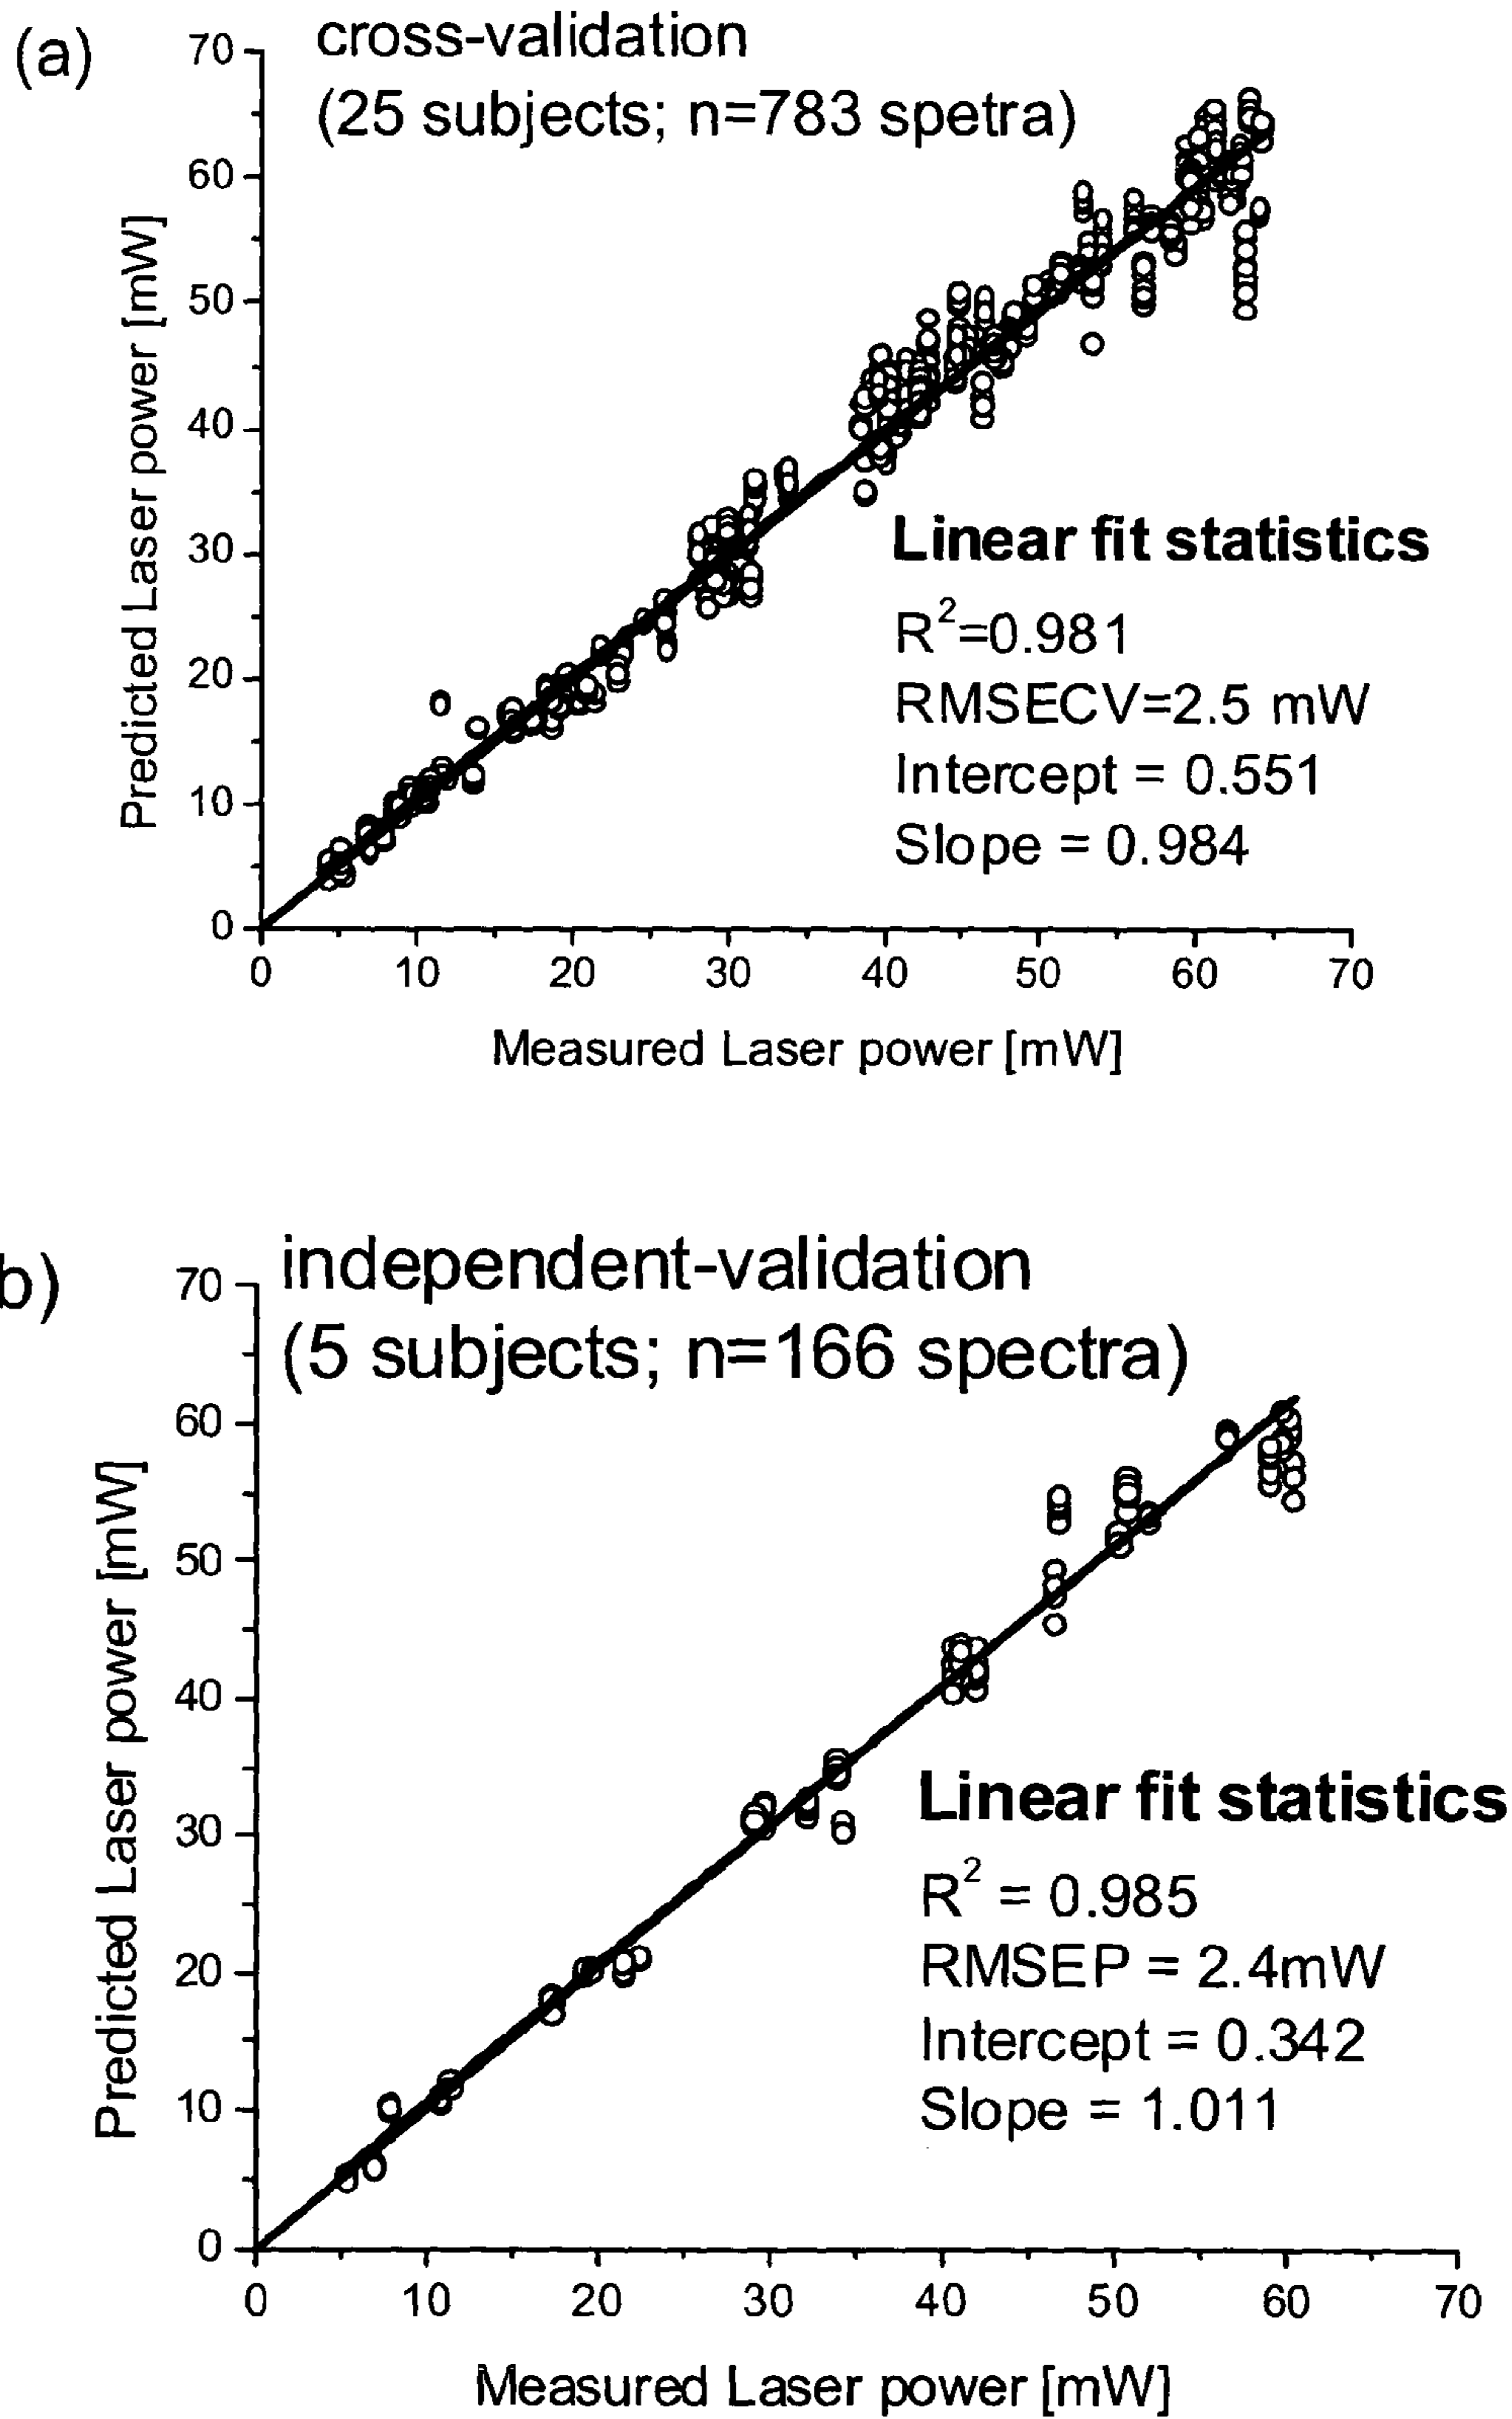 (a)
cross-validation
(25 subjects; n=783 spetra)
70
60
50
40
30
20
10
0
Predicted Laser power [mW]
Linear fit statistics
R²=0.981
RMSECV=2.5 mW
Intercept = 0.551
Slope = 0.984
0 10 20 30 40 50 60 70
Measured Laser power [mW]
b)
independent-validation
(5 subjects; n=166 spectra)
70
60
50
40
30
20
10
0
Predicted Laser power [mW]
Linear fit statistics
R² = 0.985
RMSEP = 2.4mW
Intercept = 0.342
Slope = 1.011
0 10 20 30 40 50 60 70
Measured Laser power [mW]